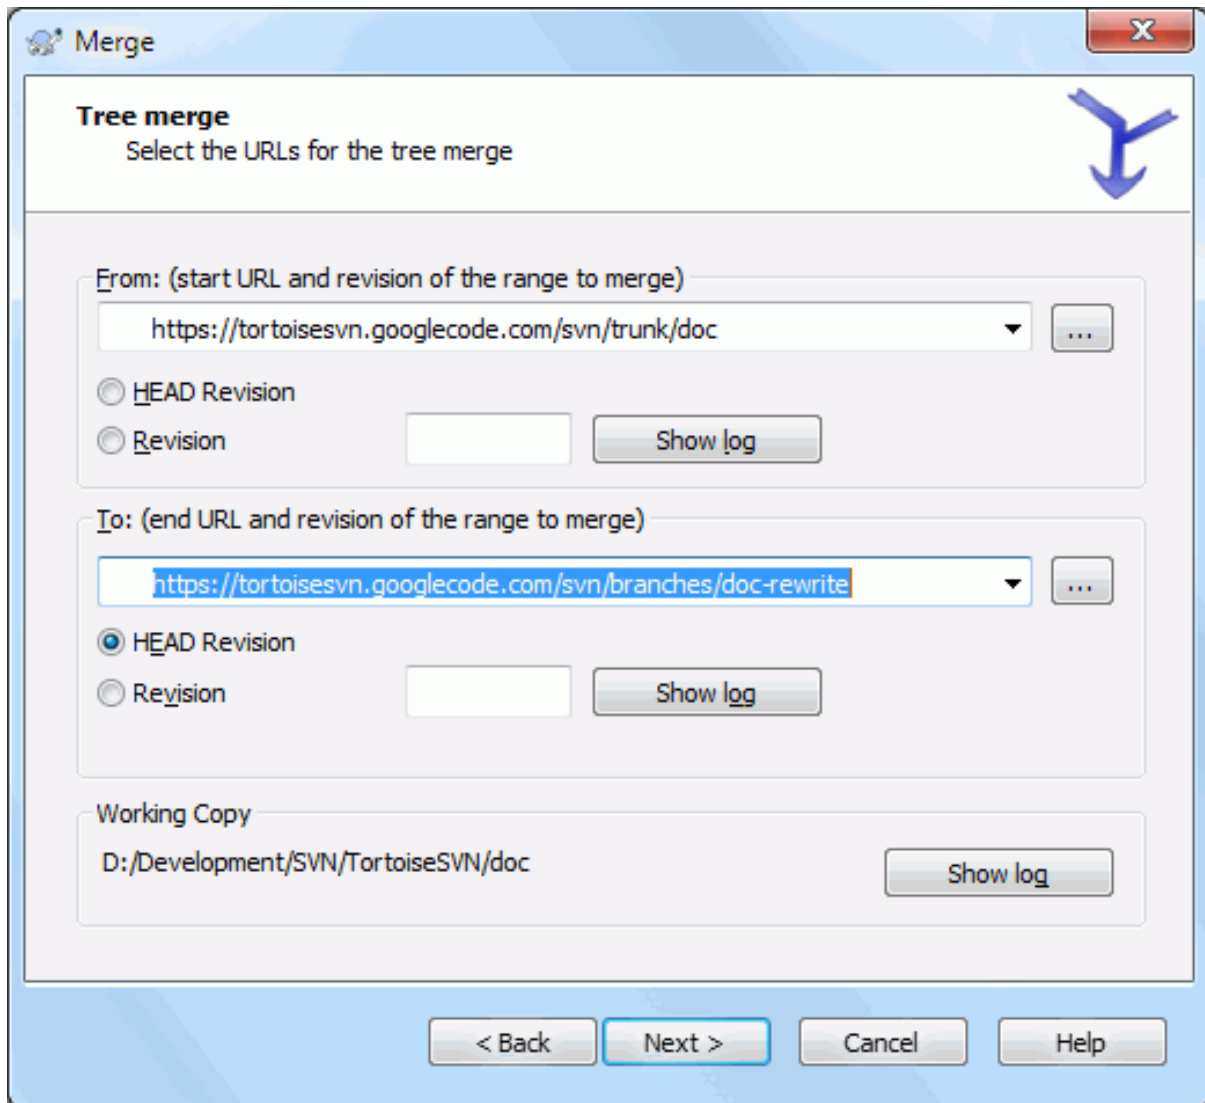 Merge
Tree merge
Select the URLs for the tree merge
From: (start URL and revision of the range to merge)
https://tortoisesvn.googlecode.com/svn/trunk/doc
...
HEAD Revision
Revision
Show log
To: (end URL and revision of the range to merge)
https://tortoisesvn.googlecode.com/svn/branches/doc-rewrite
...
HEAD Revision
Revision
Show log
Working Copy
D:/Development/SVN/TortoiseSVN/doc
Show log
< Back
Next >
Cancel
Help